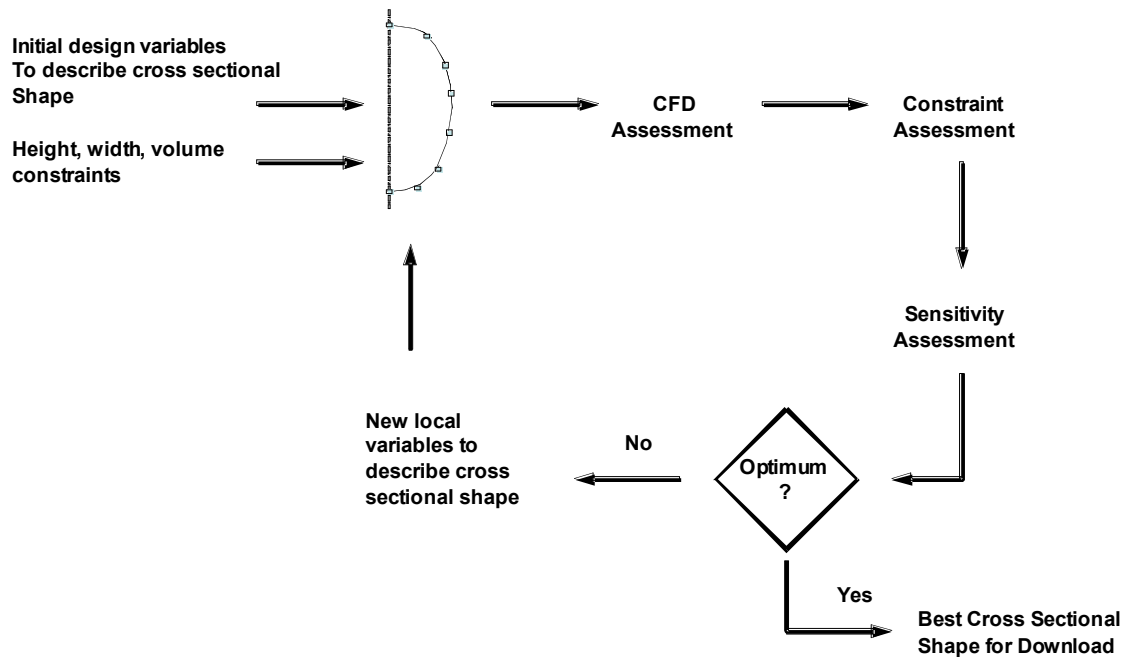 Initial design variables
To describe cross sectional
Shape
Height, width, volume
constraints
CFD
Assessment
Constraint
Assessment
Sensitivity
Assessment
Optimum
?
No
New local
variables to
describe cross
sectional shape
Yes
Best Cross Sectional
Shape for Download